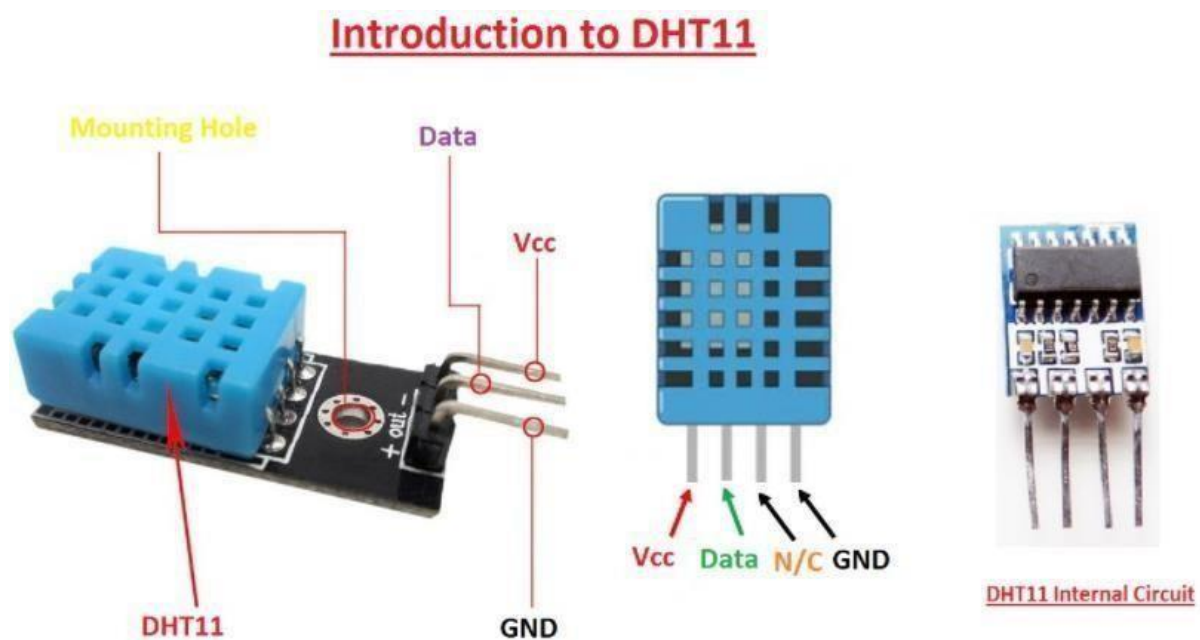 Introduction to DHT11
Mounting Hole
Data
Vcc
+ out -
DHT11
GND
Vcc Data N/C GND
DHT11 Internal Circuit